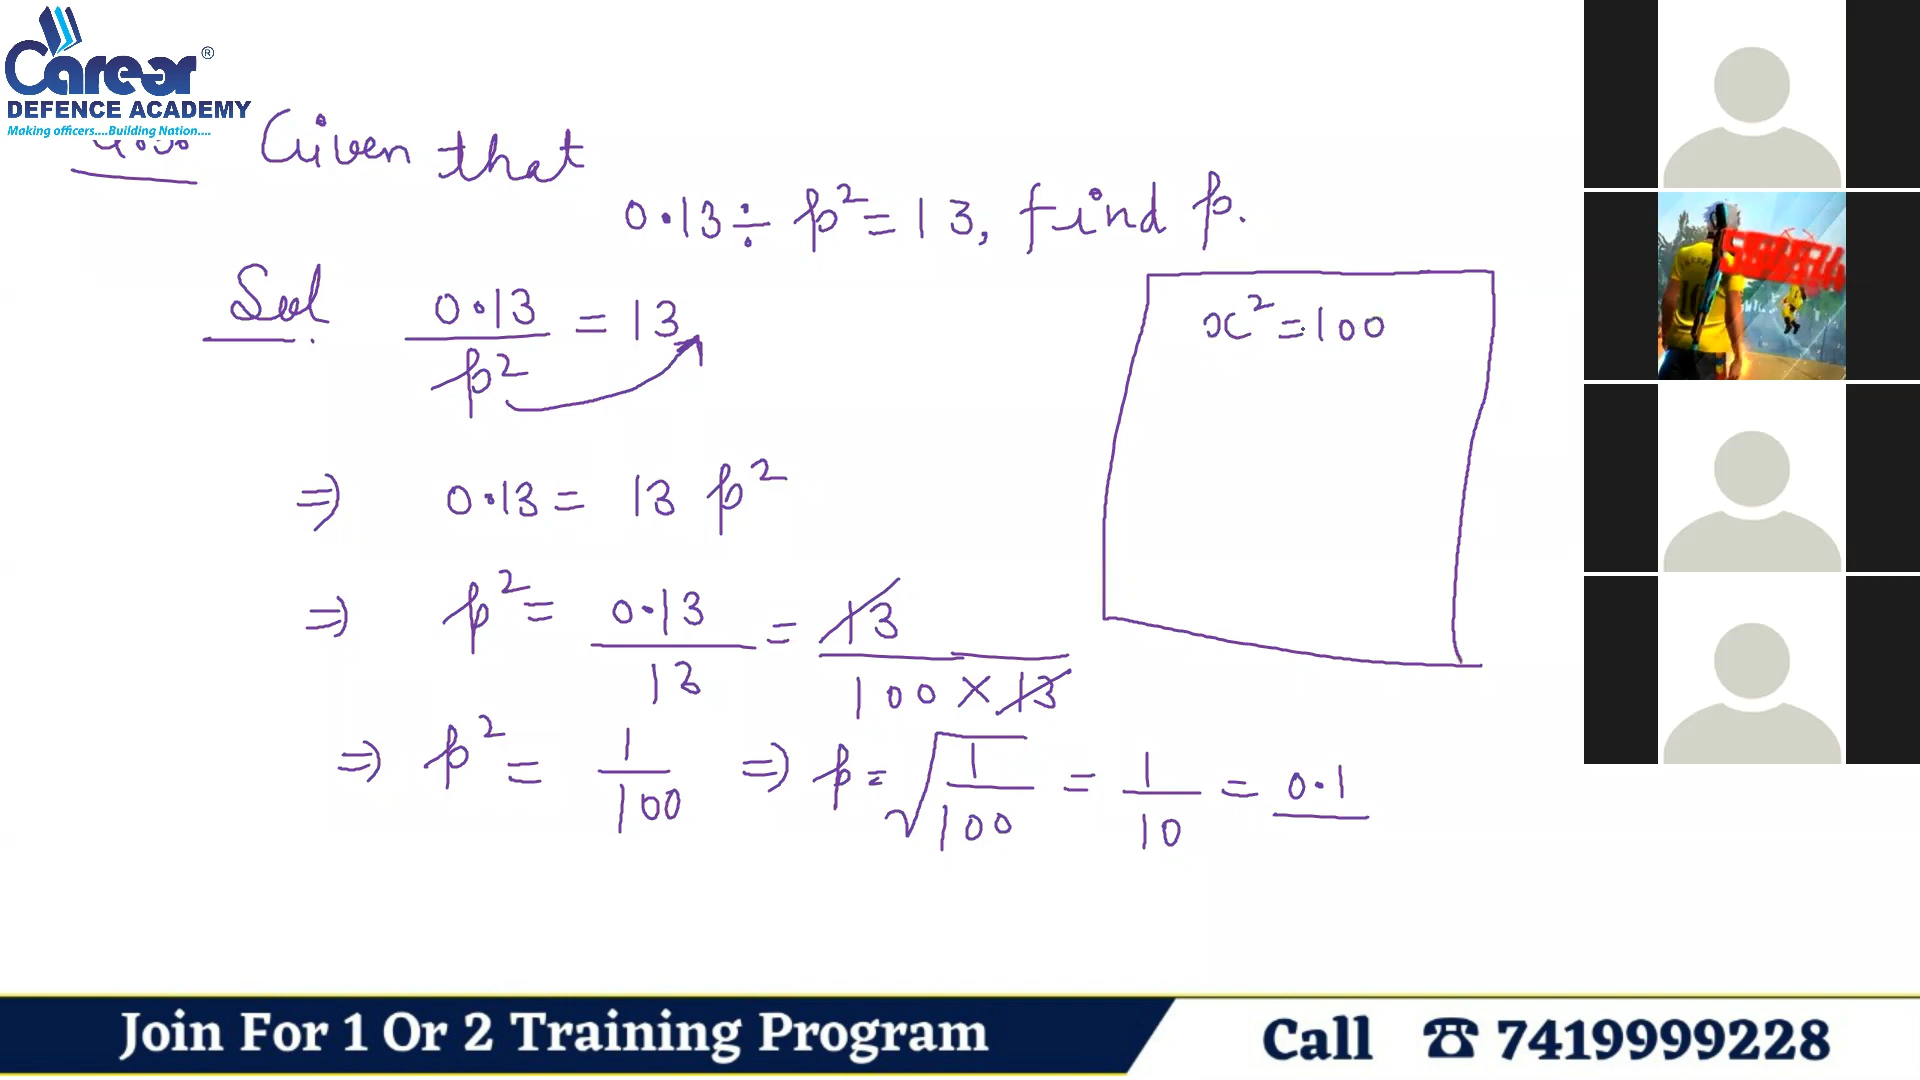 Carear®
DEFENCE ACADEMY
Making officers....Building Nation....
Given that
0.13 ÷ p² = 13, find p.
Sol
0.13/p² = 13
x² = 100
⇒ 0.13 = 13 p²
⇒ p² = 0.13/13 = 13/(100 × 13)
⇒ p² = 1/100 ⇒ p = √(1/100) = 1/10 = 0.1
Join For 1 Or 2 Training Program
Call ☎ 7419999228